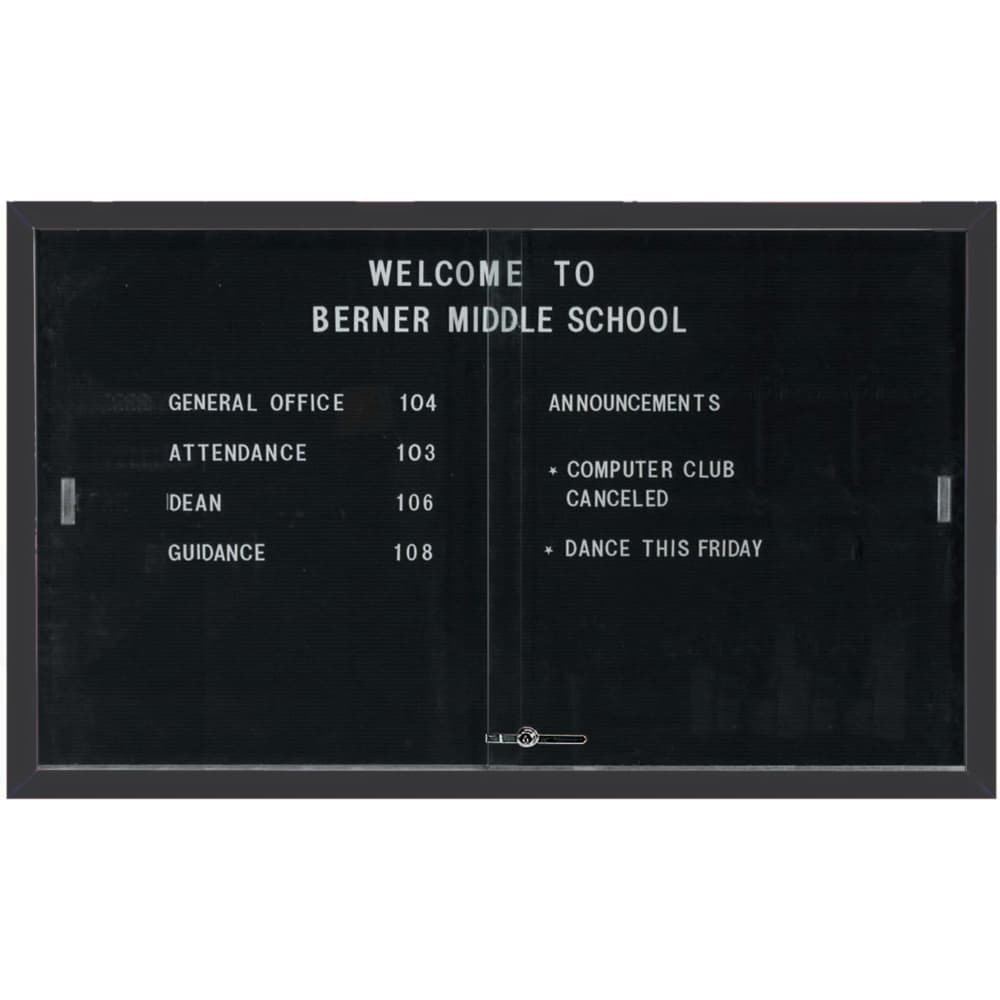 WELCOME TO
BERNER MIDDLE SCHOOL
GENERAL OFFICE 104
ATTENDANCE 103
DEAN 106
GUIDANCE 108
ANNOUNCEMENTS
★ COMPUTER CLUB
CANCELED
★ DANCE THIS FRIDAY